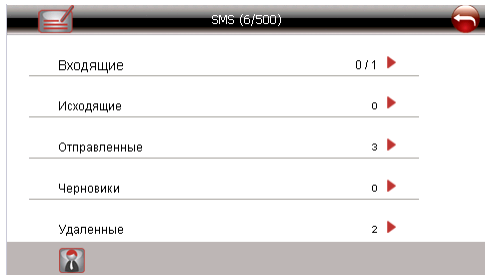 SMS (6/500)
Входящие 0 / 1
Исходящие 0
Отправленные 3
Черновики 0
Удаленные 2